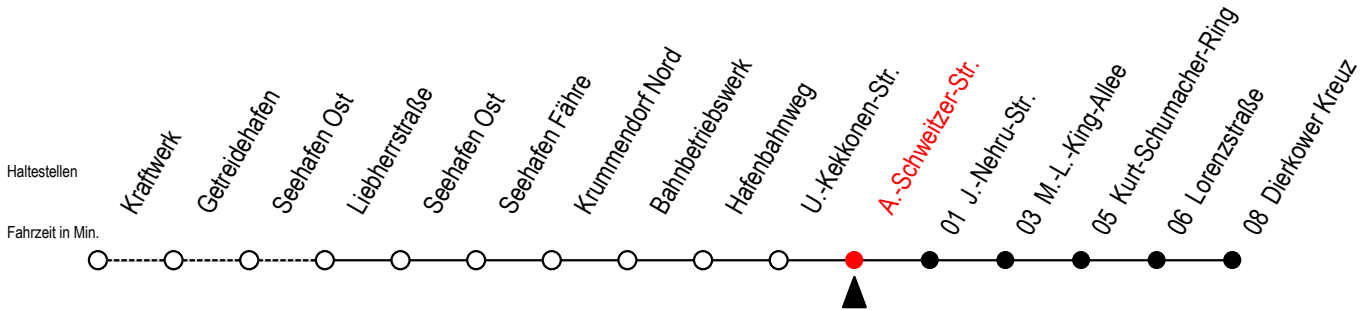 Haltestellen
Fahrzeit in Min.
Kraftwerk
Getreidehafen
Seehafen Ost
Liebherrstraße
Seehafen Ost
Seehafen Fähre
Krummendorf Nord
Bahnbetriebswerk
Hafenbahnweg
U.-Kekkonen-Str.
A.-Schweitzer-Str.
01 J.-Nehru-Str.
03 M.-L.-King-Allee
05 Kurt-Schumacher-Ring
06 Lorenzstraße
08 Dierkower Kreuz